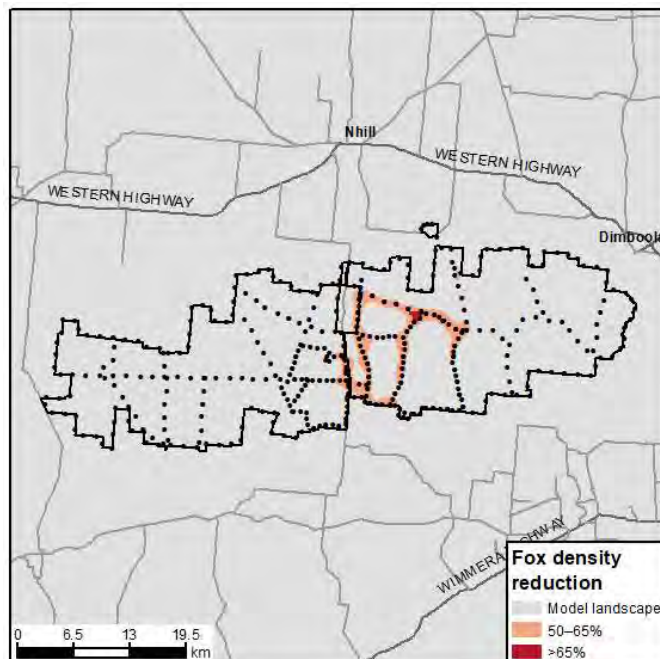 Nhill
WESTERN HIGHWAY
WESTERN HIGHWAY
Dimboola
WIMMERA HIGHWAY
Fox density
reduction
Model landscape
50–65%
>65%
0 6.5 13 19.5
km